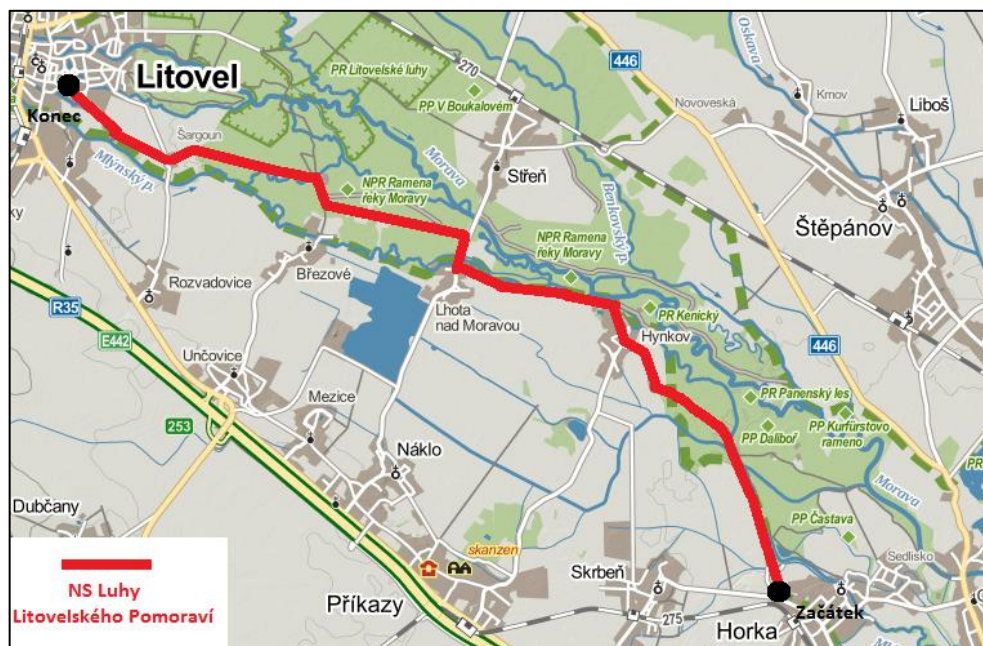 Litovel
Konec
Šargoun
Mlýnský p.
PR Litovelské luhy
PP V Boukalovém
270
446
Oskava
Krnov
Novoveská
Liboš
Morava
Střeň
NPR Ramena
řeky Moravy
Benkovský p.
Štěpánov
NPR Ramena
řeky Moravy
Březové
Rozvadovice
R35
E442
Lhota
nad Moravou
PR Kenický
Hynkov
446
Unčovice
Mezice
253
PR Panenský les
PP Kurfürstovo
rameno
PP Daliboř
Náklo
Morava
Dubčany
PP Častava
skanzen
Sedlisko
Skrbeň
Příkazy
275
Horka
Začátek
NS Luhy
Litovelského Pomoraví